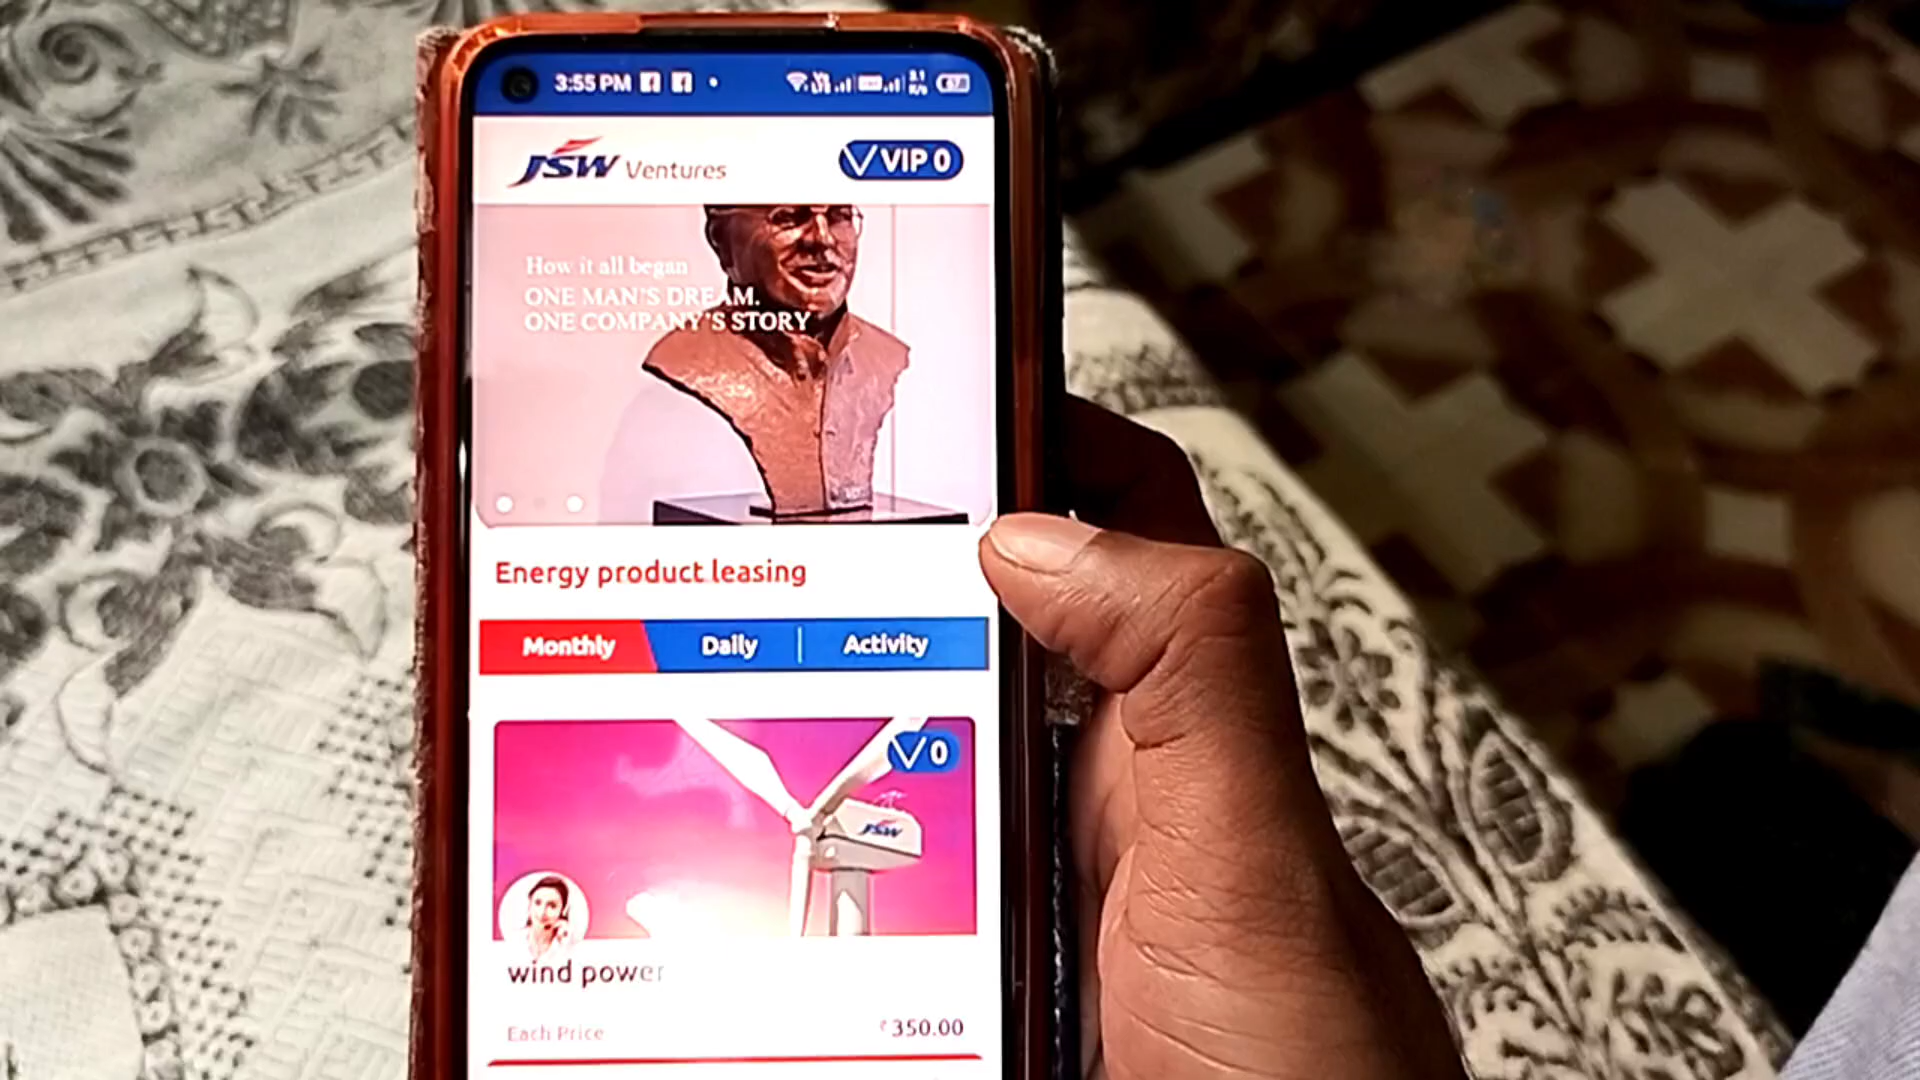 3:55 PM
JSW Ventures
VIP 0
How it all began
ONE MAN'S DREAM.
ONE COMPANY'S STORY
Energy product leasing
Monthly Daily Activity
0
JSW
wind power
Each Price ₹350.00